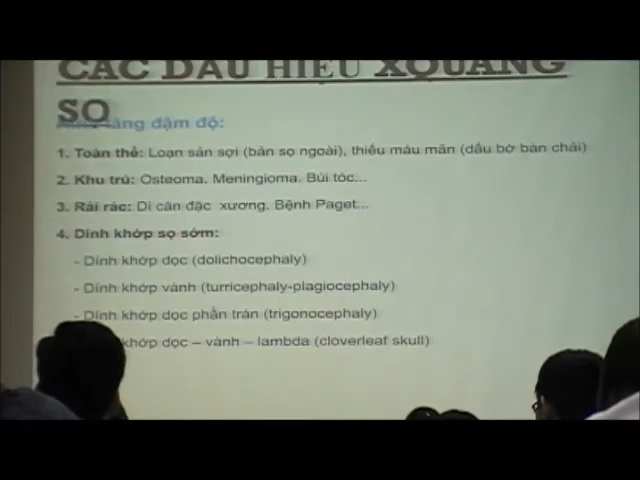 CÁC DẤU HIỆU XQUANG
SỌ
tăng đậm độ:
1. Toàn thể: Loạn sản sợi (bản sọ ngoài), thiếu máu mãn (dấu bờ bàn chải)
2. Khu trú: Osteoma. Meningioma. Búi tóc...
3. Rải rác: Di căn đặc xương. Bệnh Paget...
4. Dính khớp sọ sớm:
- Dính khớp dọc (dolichocephaly)
- Dính khớp vành (turricephaly-plagiocephaly)
- Dính khớp dọc phần trán (trigonocephaly)
khớp dọc – vành – lambda (cloverleaf skull)